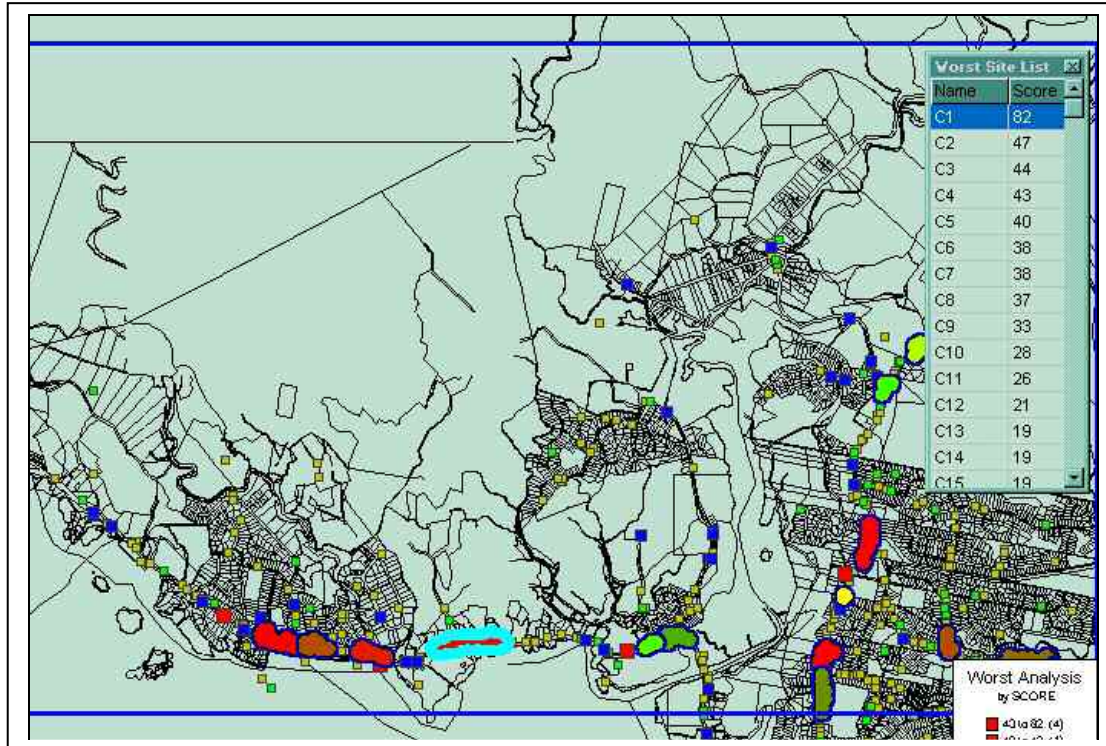 Worst Site List
Name Score
C1 82
C2 47
C3 44
C4 43
C5 40
C6 38
C7 38
C8 37
C9 33
C10 28
C11 26
C12 21
C13 19
C14 19
C15 19
P
Worst Analysis
by SCORE
43 to 82 (4)